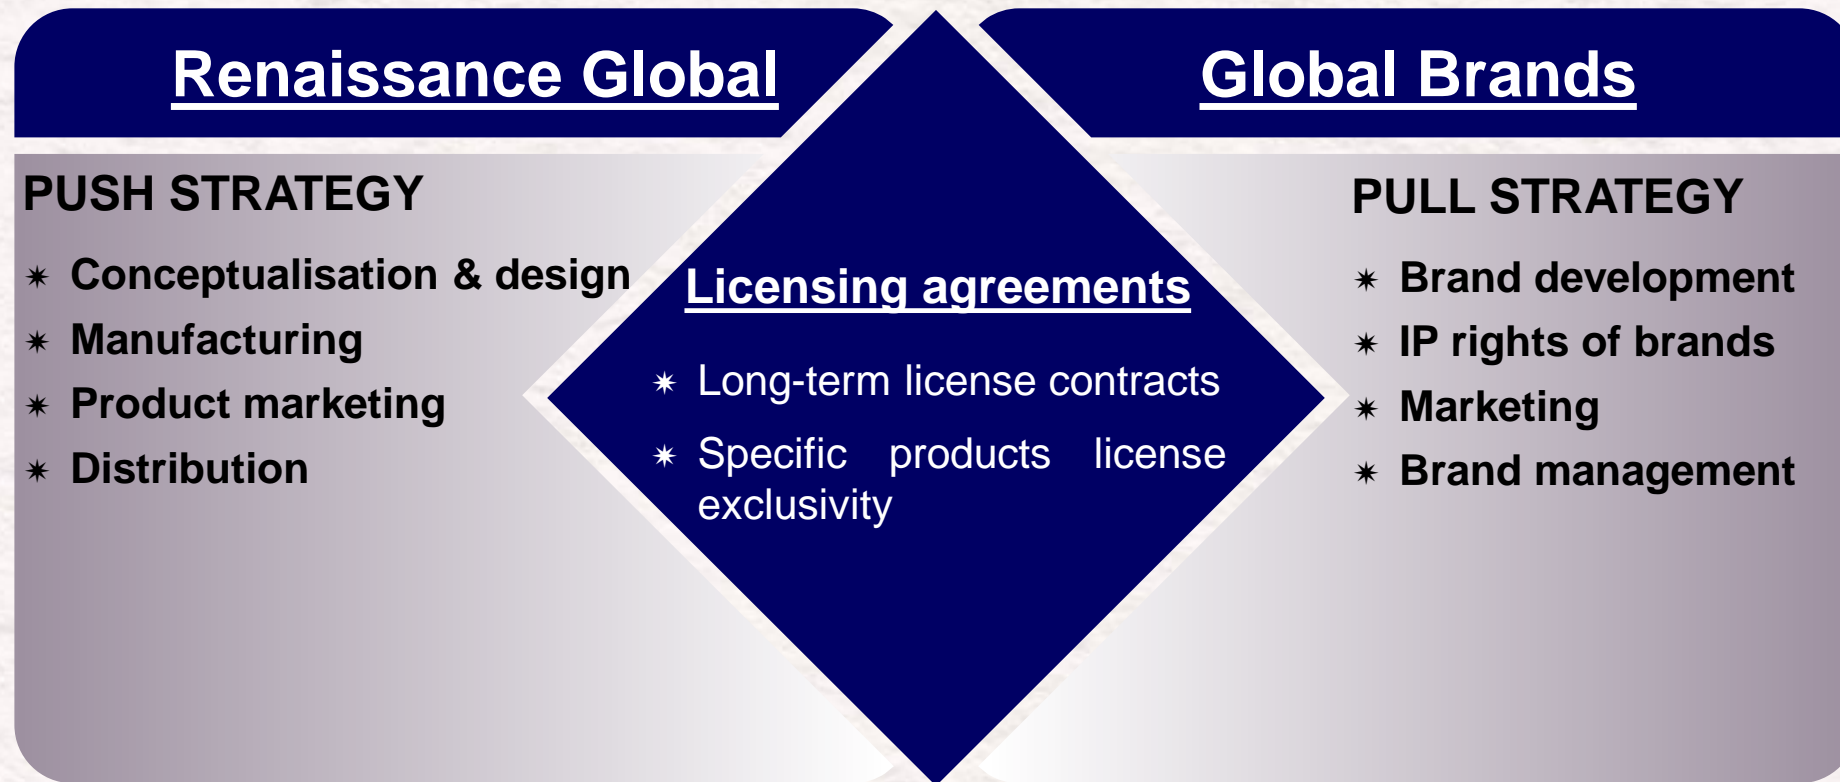 Renaissance Global
PUSH STRATEGY
✴ Conceptualisation & design
✴ Manufacturing
✴ Product marketing
✴ Distribution
Licensing agreements
✴ Long-term license contracts
✴ Specific products license
exclusivity
Global Brands
PULL STRATEGY
✴ Brand development
✴ IP rights of brands
✴ Marketing
✴ Brand management